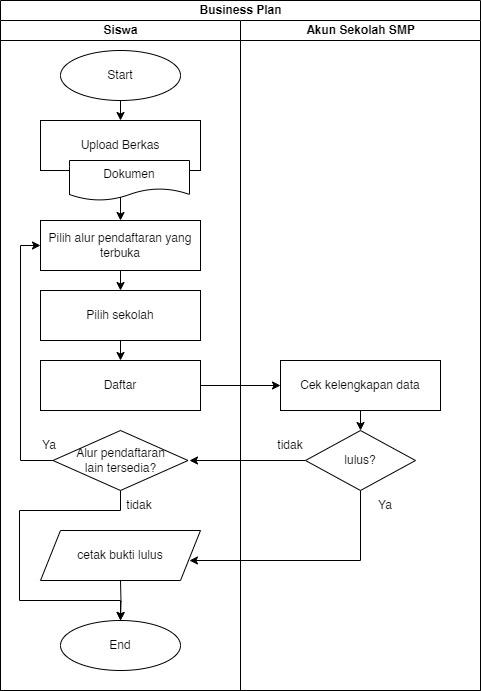 Business Plan
Siswa
Akun Sekolah SMP
Start
Upload Berkas
Dokumen
Pilih alur pendaftaran yang
terbuka
Pilih sekolah
Daftar
Cek kelengkapan data
Ya
Alur pendaftaran
lain tersedia?
tidak
lulus?
tidak
Ya
cetak bukti lulus
End